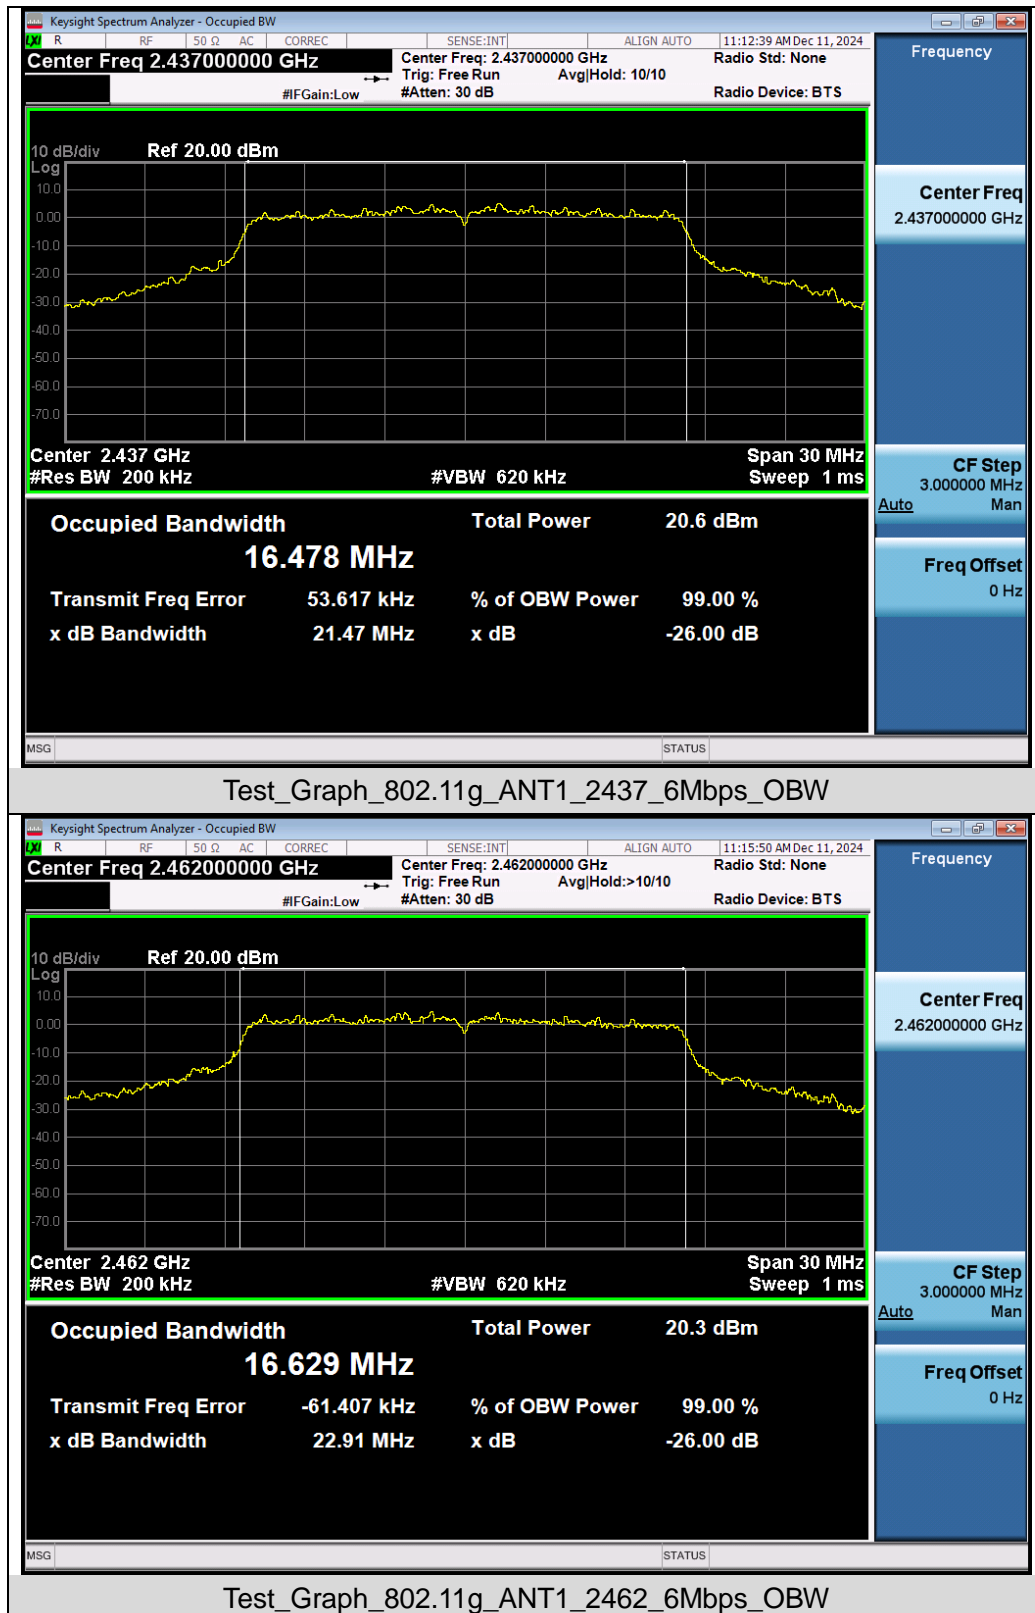 Keysight Spectrum Analyzer - Occupied BW
LXI R RF 50 Ω AC CORREC SENSE:INT ALIGN AUTO 11:12:39 AM Dec 11, 2024
Center Freq 2.437000000 GHz
Center Freq: 2.437000000 GHz
Radio Std: None
Trig: Free Run Avg|Hold: 10/10
#IFGain:Low
#Atten: 30 dB
Radio Device: BTS
Frequency
10 dB/div Ref 20.00 dBm
Log
10.0
0.00
-10.0
-20.0
-30.0
-40.0
-50.0
-60.0
-70.0
Center Freq
2.437000000 GHz
Center 2.437 GHz Span 30 MHz
#Res BW 200 kHz #VBW 620 kHz Sweep 1 ms
CF Step
3.000000 MHz
Auto Man
Freq Offset
0 Hz
Occupied Bandwidth Total Power 20.6 dBm
16.478 MHz
Transmit Freq Error 53.617 kHz % of OBW Power 99.00 %
x dB Bandwidth 21.47 MHz x dB -26.00 dB
MSG STATUS
Test_Graph_802.11g_ANT1_2437_6Mbps_OBW
Keysight Spectrum Analyzer - Occupied BW
LXI R RF 50 Ω AC CORREC SENSE:INT ALIGN AUTO 11:15:50 AM Dec 11, 2024
Center Freq 2.462000000 GHz
Center Freq: 2.462000000 GHz
Radio Std: None
Trig: Free Run Avg|Hold:>10/10
#IFGain:Low
#Atten: 30 dB
Radio Device: BTS
Frequency
10 dB/div Ref 20.00 dBm
Log
10.0
0.00
-10.0
-20.0
-30.0
-40.0
-50.0
-60.0
-70.0
Center Freq
2.462000000 GHz
Center 2.462 GHz Span 30 MHz
#Res BW 200 kHz #VBW 620 kHz Sweep 1 ms
CF Step
3.000000 MHz
Auto Man
Freq Offset
0 Hz
Occupied Bandwidth Total Power 20.3 dBm
16.629 MHz
Transmit Freq Error -61.407 kHz % of OBW Power 99.00 %
x dB Bandwidth 22.91 MHz x dB -26.00 dB
MSG STATUS
Test_Graph_802.11g_ANT1_2462_6Mbps_OBW